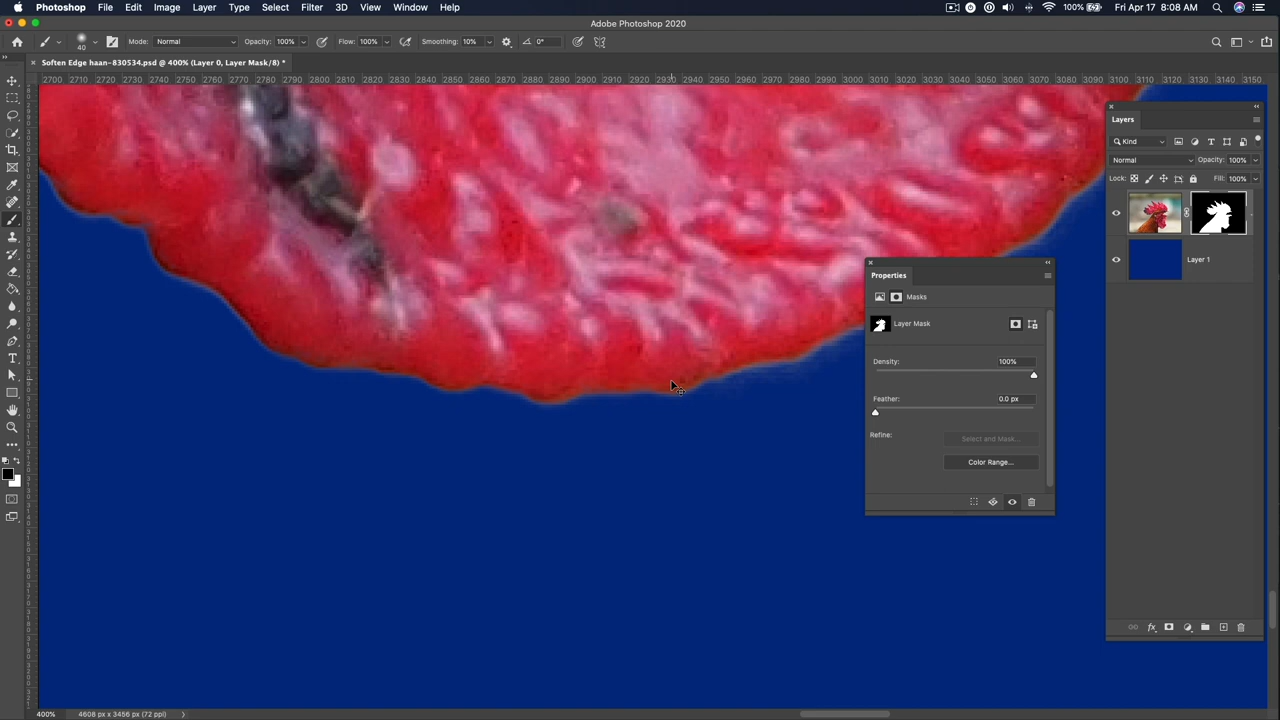 Photoshop File Edit Image Layer Type Select Filter 3D View Window Help 100% Fri Apr 17 8:08 AM
Adobe Photoshop 2020
40 Mode: Normal Opacity: 100% Flow: 100% Smoothing: 10% 0°
Soften Edge haan-830534.psd @ 400% (Layer 0, Layer Mask/8) *
2700 2710 2720 2730 2740 2750 2760 2770 2780 2790 2800 2810 2820 2830 2840 2850 2860 2870 2880 2890 2900 2910 2920 2930 2940 2950 2960 2970 2980 2990 3000 3010 3020 3030 3040 3050 3060 3070 3080 3090 3100 3110 3120 3130 3140 3150
Layers
Kind
Normal Opacity: 100%
Lock: Fill: 100%
Layer 1
Properties
Masks
Layer Mask
Density: 100%
Feather: 0.0 px
Refine: Select and Mask...
Color Range...
400% 4608 px x 3456 px (72 ppi)